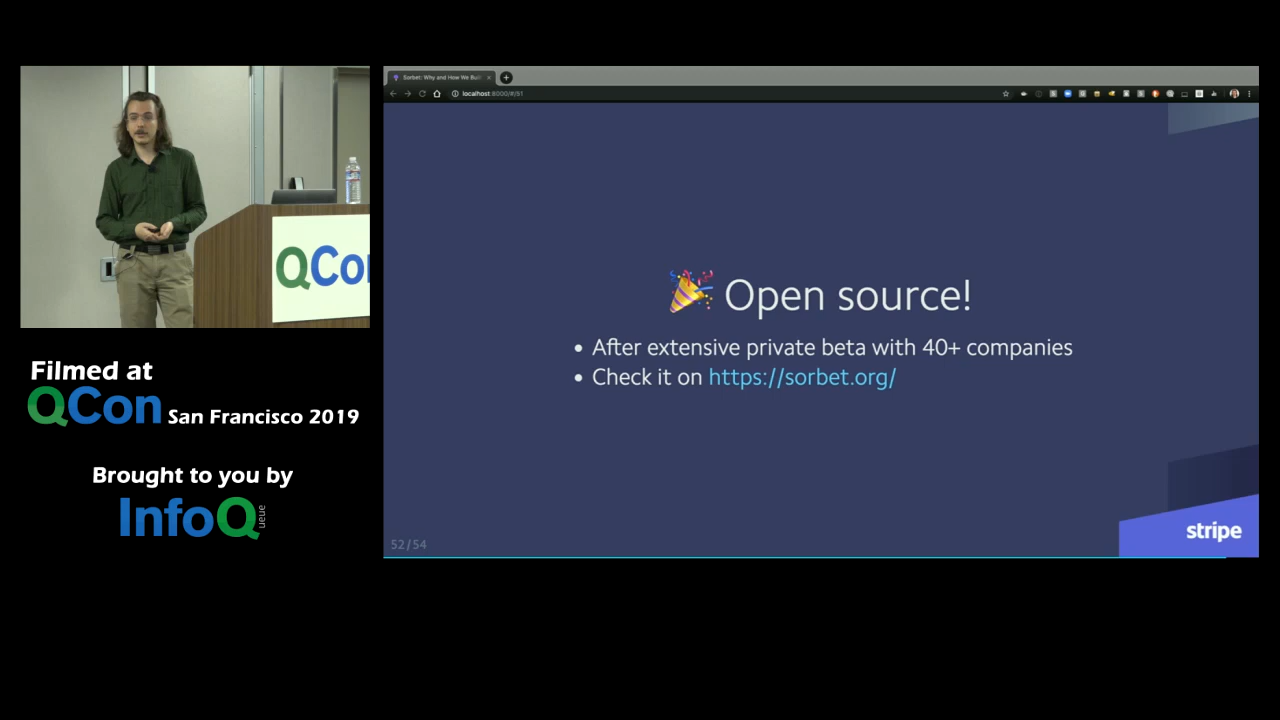 QCo
Filmed at
QCon San Francisco 2019
Brought to you by
InfoQ
ueue
Sorbet: Why and How We Buil
localhost:8000/#/51
🎉 Open source!
• After extensive private beta with 40+ companies
• Check it on https://sorbet.org/
52/54
stripe